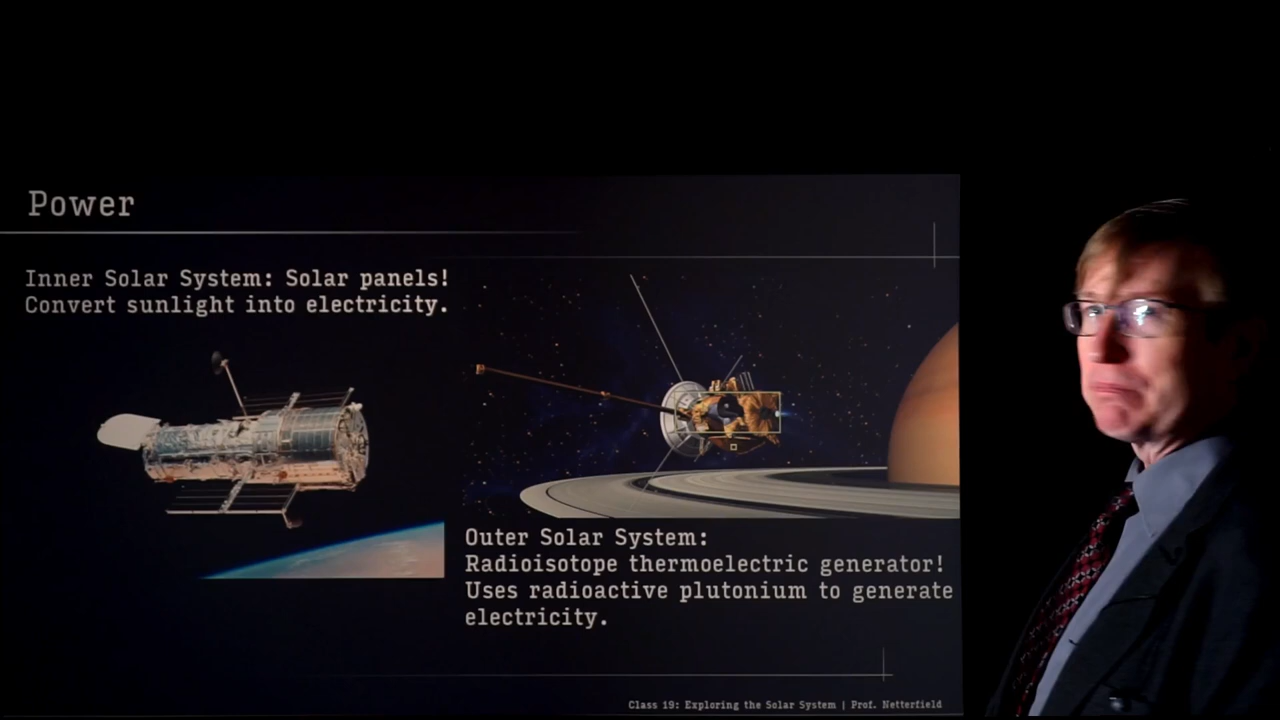 Power
Inner Solar System: Solar panels!
Convert sunlight into electricity.
Outer Solar System:
Radioisotope thermoelectric generator!
Uses radioactive plutonium to generate
electricity.
Class 19: Exploring the Solar System | Prof. Netterfield